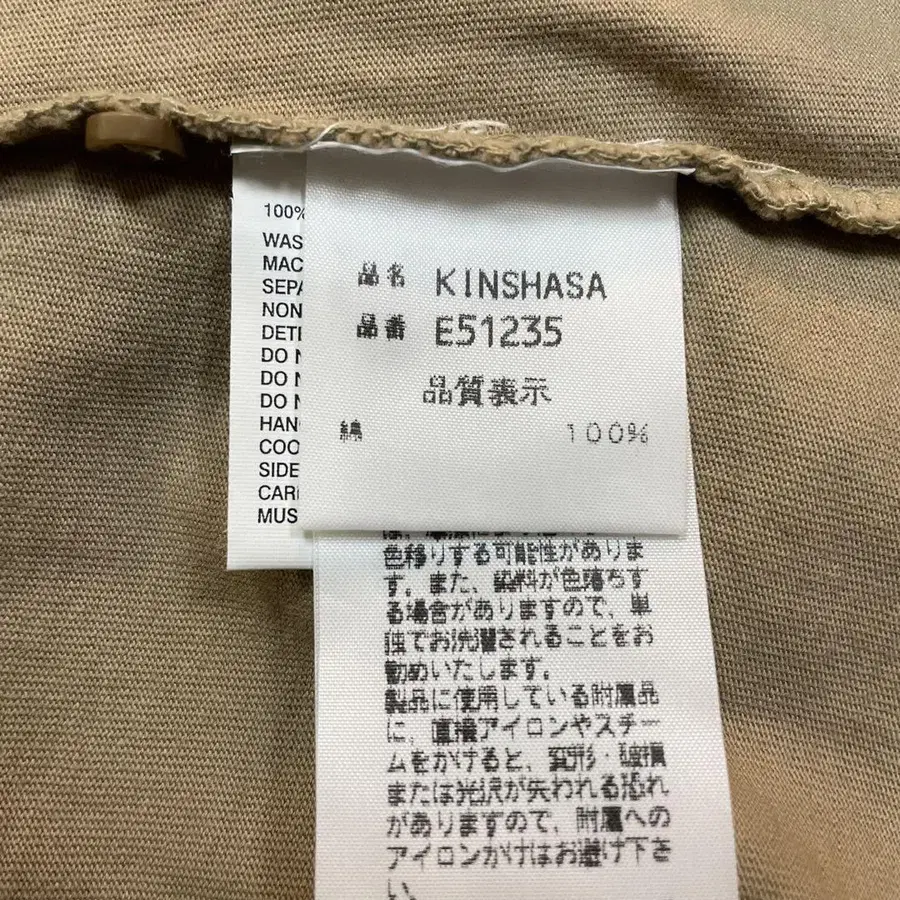 100%
WAS
MAC
SEPA
NON
DETE
DO N
DO N
DO N
HAN
COO
SIDE
CAR
MUS
品名 KINSHASA
品番 E51235
品質表示
綿 100%
色移りする可能性がありま
す。また、染料が色落ちす
る場合がありますので、単
独でお洗濯されることをお
勧めいたします。
製品に使用している附属品
に、直接アイロンやスチー
ムをかけると、変形・破損
または光沢が失われる恐れ
がありますので、附属への
アイロンがけはお避け下さ
い。